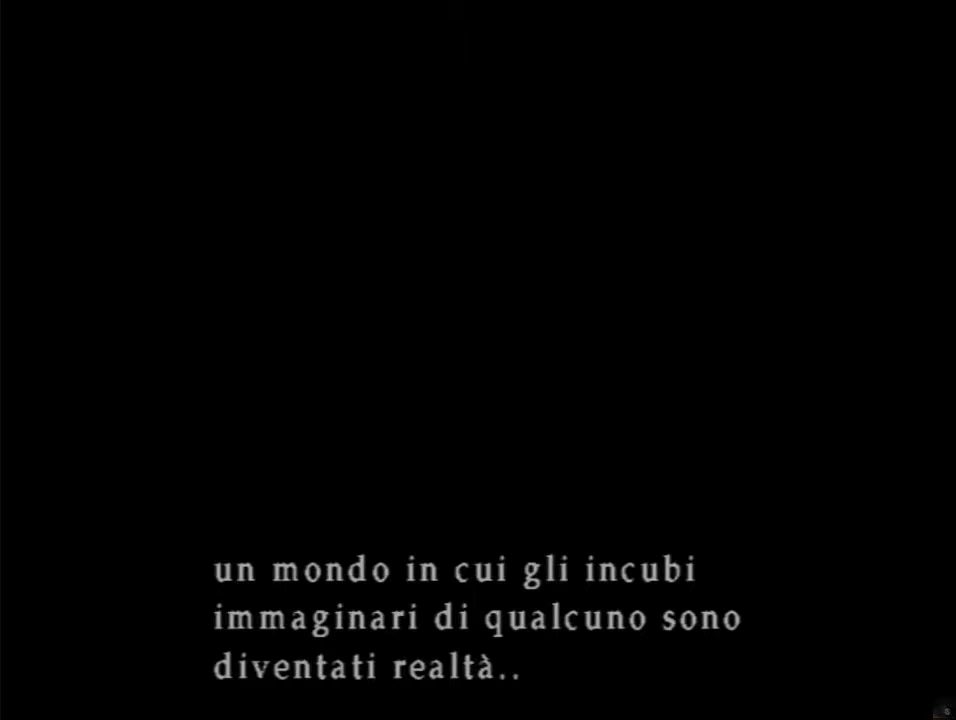 un mondo in cui gli incubi
immaginari di qualcuno sono
diventati realtà..